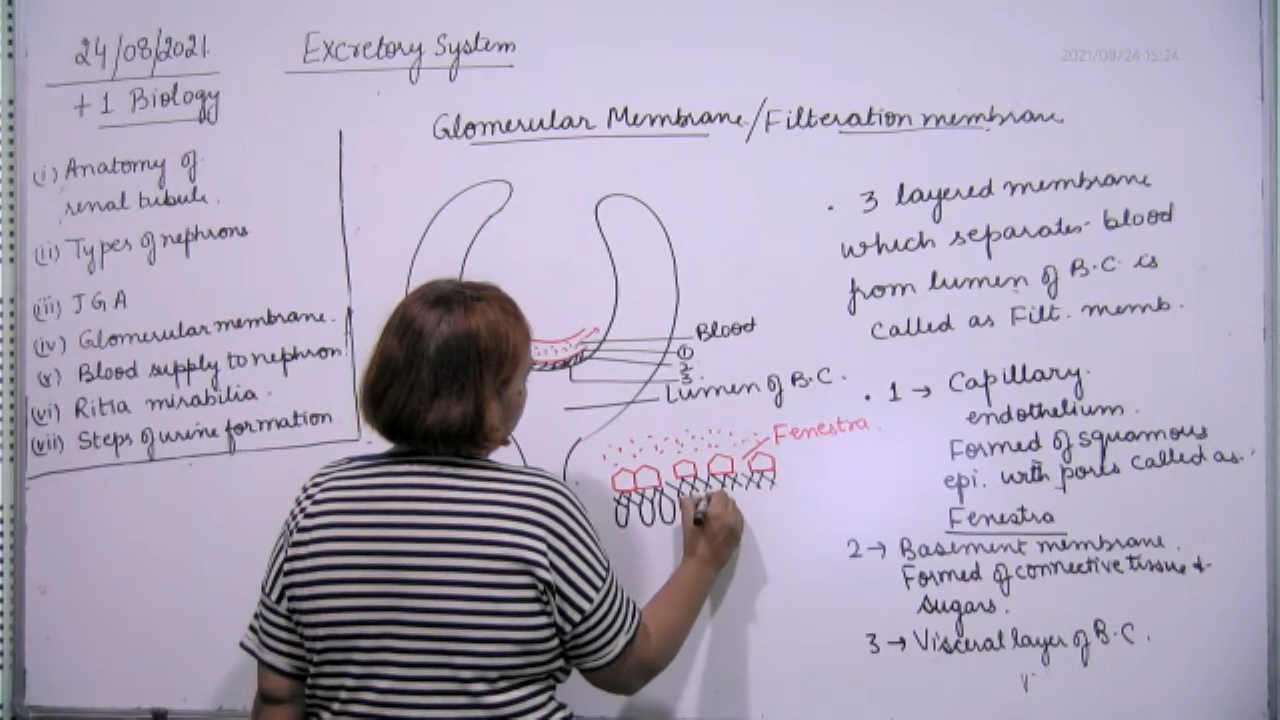 24/08/2021
+1 Biology
Excretory System
2021/08/24 15:24
Glomerular Membrane/Filteration membran
(i) Anatomy of
renal tubule.
(ii) Types of nephrons
(iii) JGA
(iv) Glomerular membrane.
(v) Blood supply to nephron
(vi) Ritia mirabilia.
(vii) Steps of urine formation
Blood
1
2
3
Lumen of B.C.
Fenestra
. 3 layered membrane
which separates blood
from lumen of B.C is
called as Filt. memb.
. 1 → Capillary
endothelium.
Formed of squamous
epi. with pores called as.
Fenestra
2 → Basement membrane.
Formed of connective tissue +
sugars.
3 → Visceral layer of B.C.